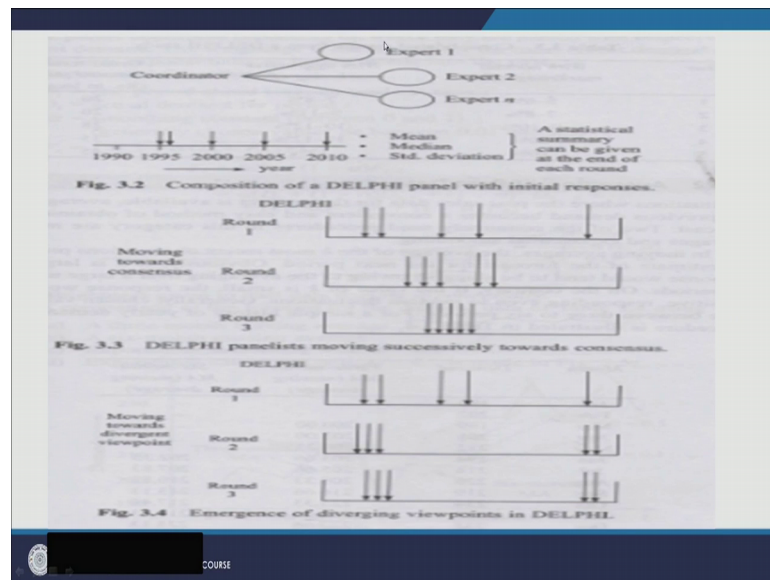 Expert 1
Coordinator
Expert 2
Expert n
1990 1995 2000 2005 2010
year
• Mean
• Median
• Std. deviation
A statistical
summary
can be given
at the end of
each round
Fig. 3.2 Composition of a DELPHI panel with initial responses.
DELPHI
Round
1
Moving
towards
consensus
Round
2
Round
3
Fig. 3.3 DELPHI panelists moving successively towards consensus.
DELPHI
Round
1
Moving
towards
divergent
viewpoint
Round
2
Round
3
Fig. 3.4 Emergence of diverging viewpoints in DELPHI.
COURSE